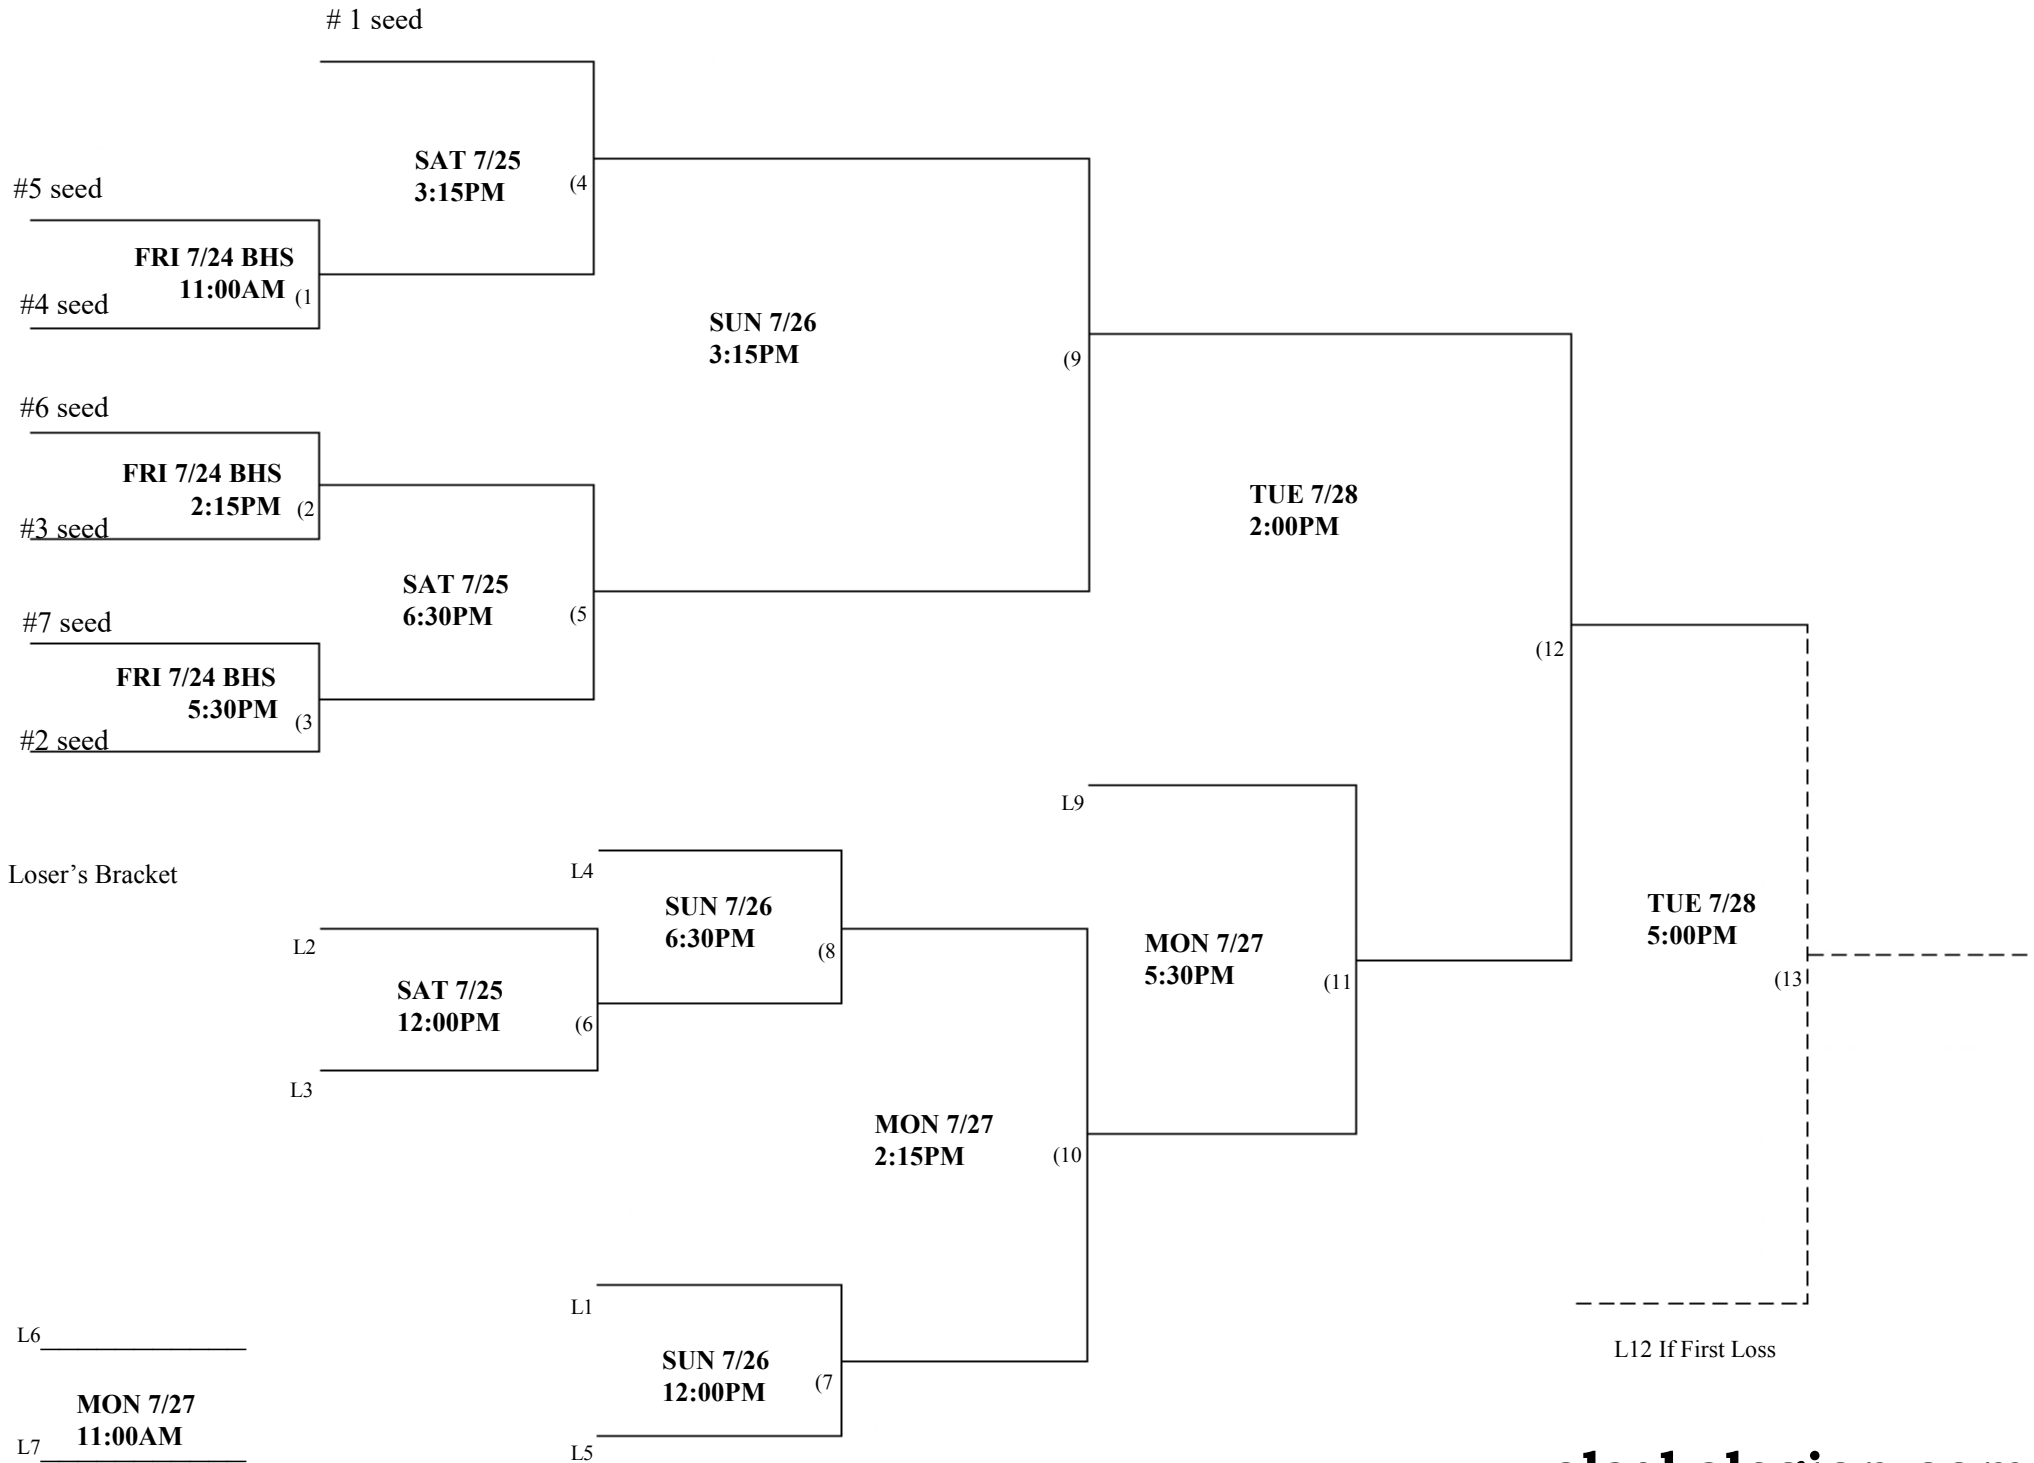 # 1 seed
SAT 7/25
3:15PM
(4
#5 seed
FRI 7/24 BHS
11:00AM
(1
#4 seed
SUN 7/26
3:15PM
(9
#6 seed
FRI 7/24 BHS
2:15PM
(2
#3 seed
TUE 7/28
2:00PM
(12
SAT 7/25
6:30PM
(5
#7 seed
FRI 7/24 BHS
5:30PM
(3
#2 seed
L9
Loser’s Bracket
L4
SUN 7/26
6:30PM
(8
L2
SAT 7/25
12:00PM
(6
L3
MON 7/27
5:30PM
(11
TUE 7/28
5:00PM
(13
MON 7/27
2:15PM
(10
L1
SUN 7/26
12:00PM
(7
L5
L6
MON 7/27
11:00AM
L7
L12 If First Loss